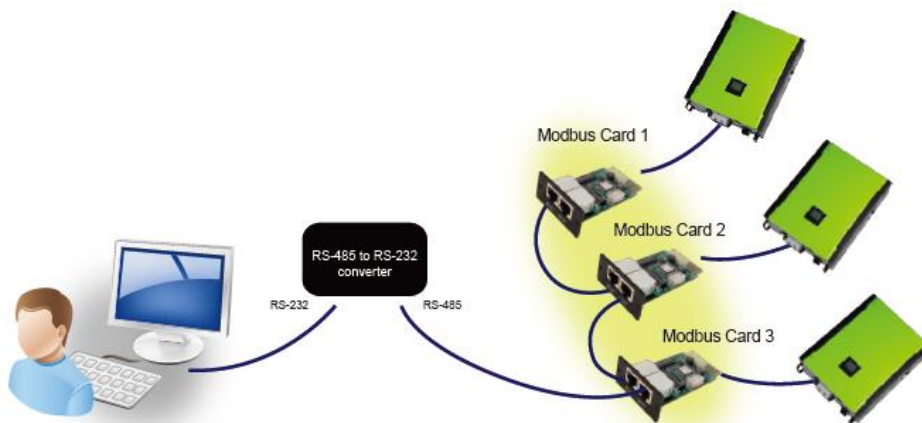 Modbus Card 1
Modbus Card 2
RS-485 to RS-232
converter
RS-232
RS-485
Modbus Card 3